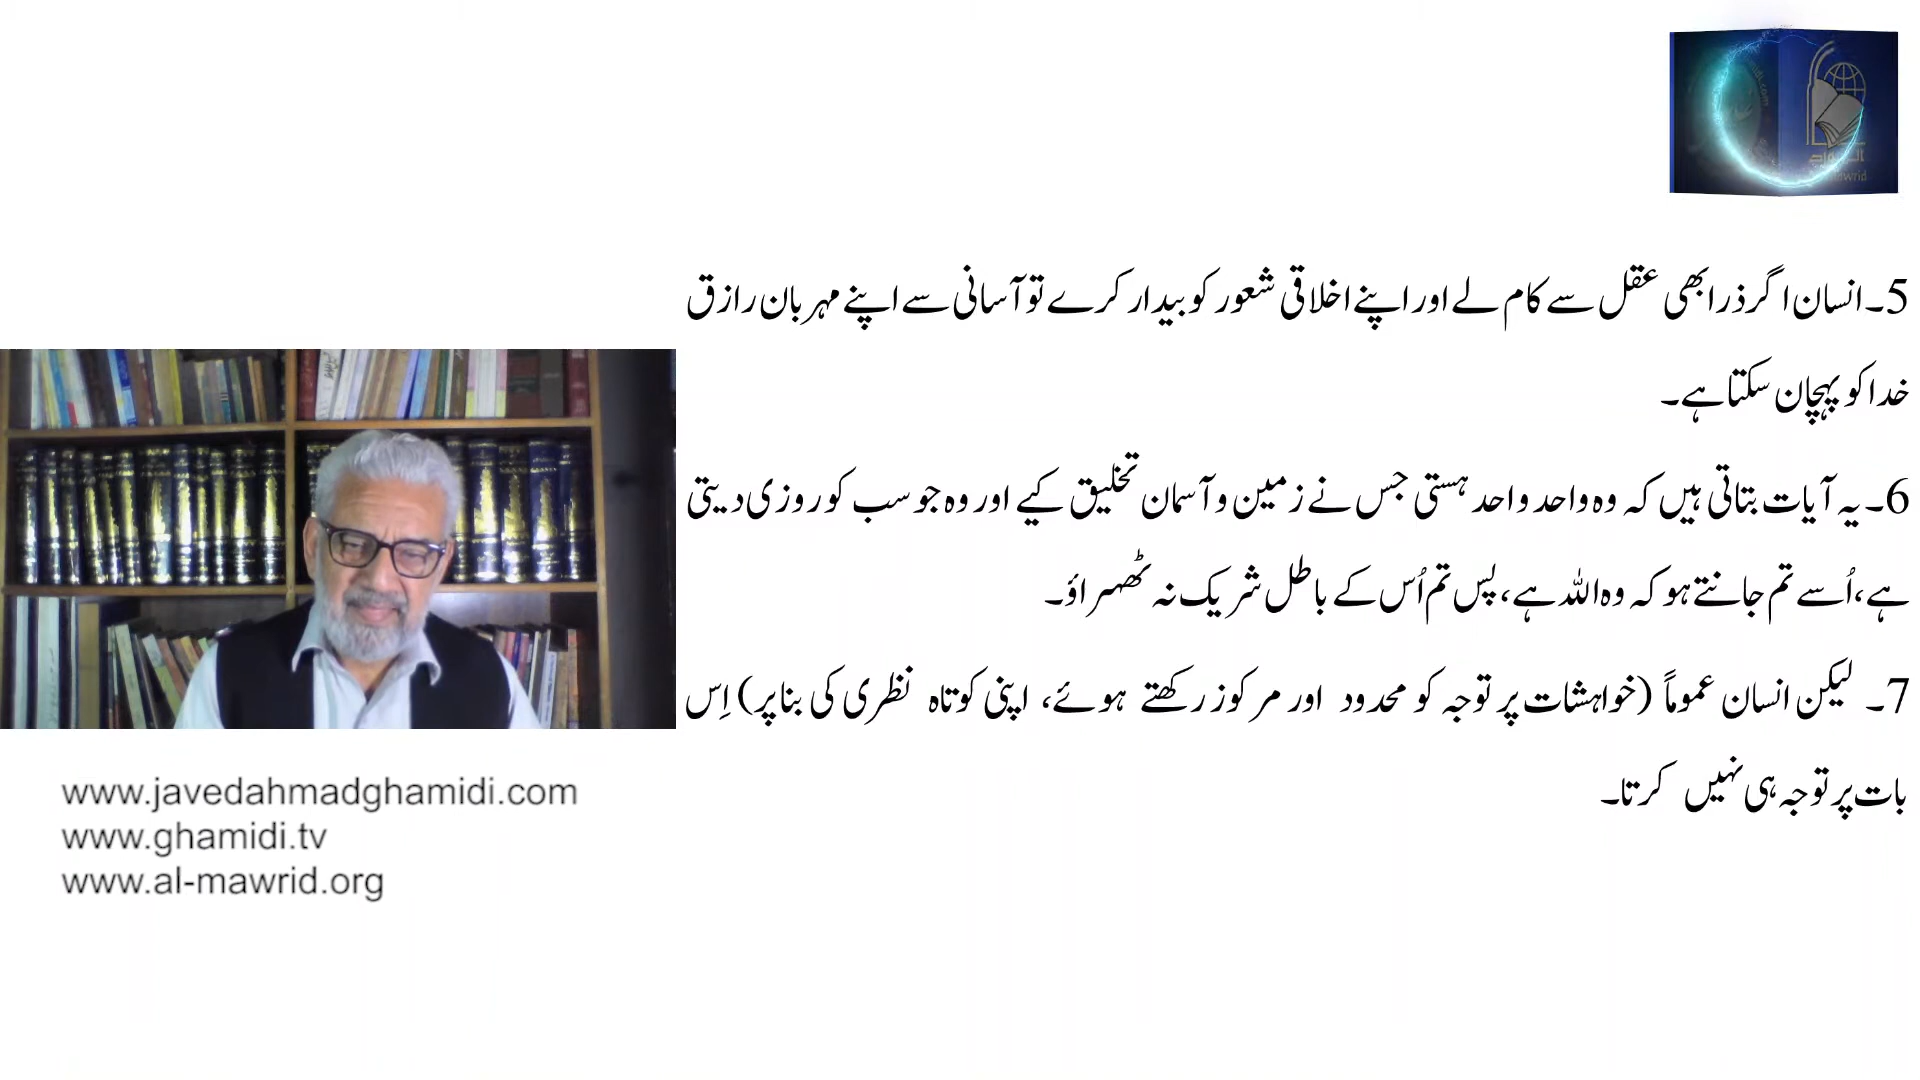 5۔انسان اگر ذرا بھی عقل سے کام لے اور اپنے اخلاقی شعور کو بیدار کرے تو آسانی سے اپنے مہربان رازق
خدا کو پہچان سکتا ہے۔
6۔یہ آیات بتاتی ہیں کہ وہ واحد و احد ہستی جس نے زمین و آسمان تخلیق کیے اور وہ جو سب کو روزی دیتی
ہے، اُسے تم جانتے ہو کہ وہ اللہ ہے، پس تم اُس کے باطل شریک نہ ٹھہراؤ۔
7۔ لیکن انسان عموماً (خواہشات پر توجہ کو محدود اور مرکوز رکھتے ہوئے، اپنی کوتاہ نظری کی بنا پر) اِس
بات پر توجہ ہی نہیں کرتا۔
www.javedahmadghamidi.com
www.ghamidi.tv
www.al-mawrid.org